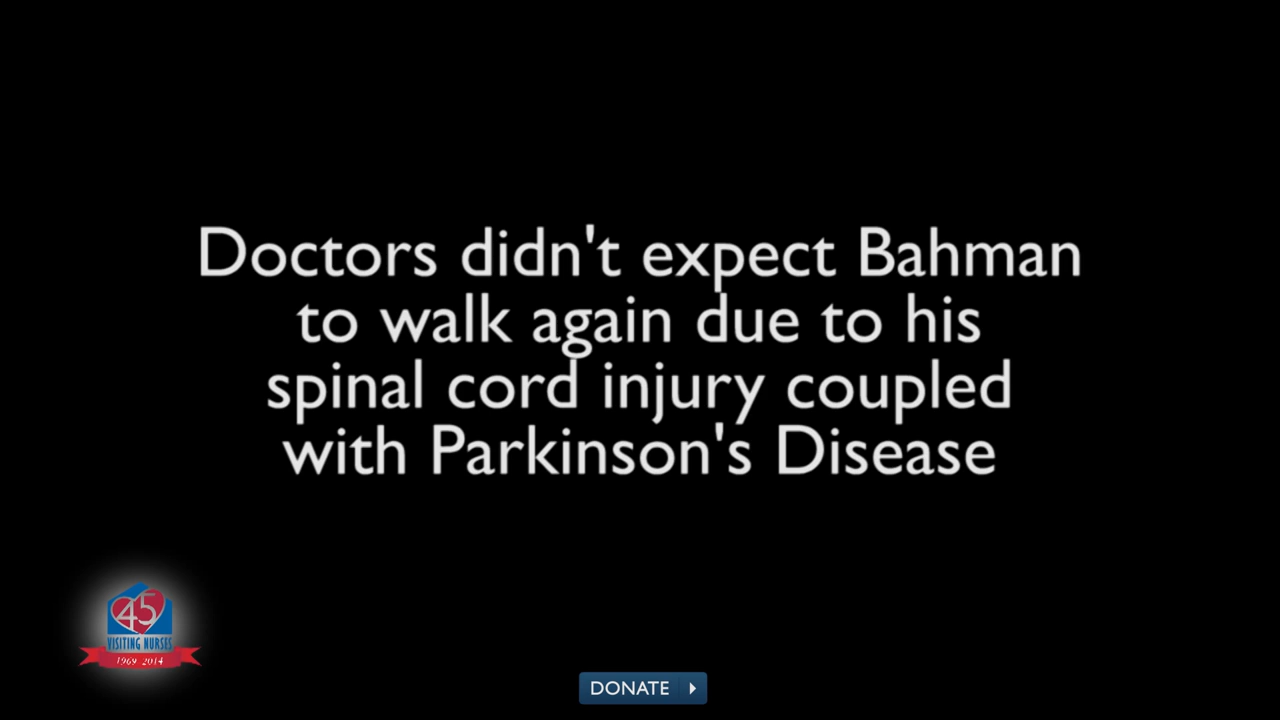 Doctors didn't expect Bahman
to walk again due to his
spinal cord injury coupled
with Parkinson's Disease
45
VISITING NURSES
1969 2014
DONATE